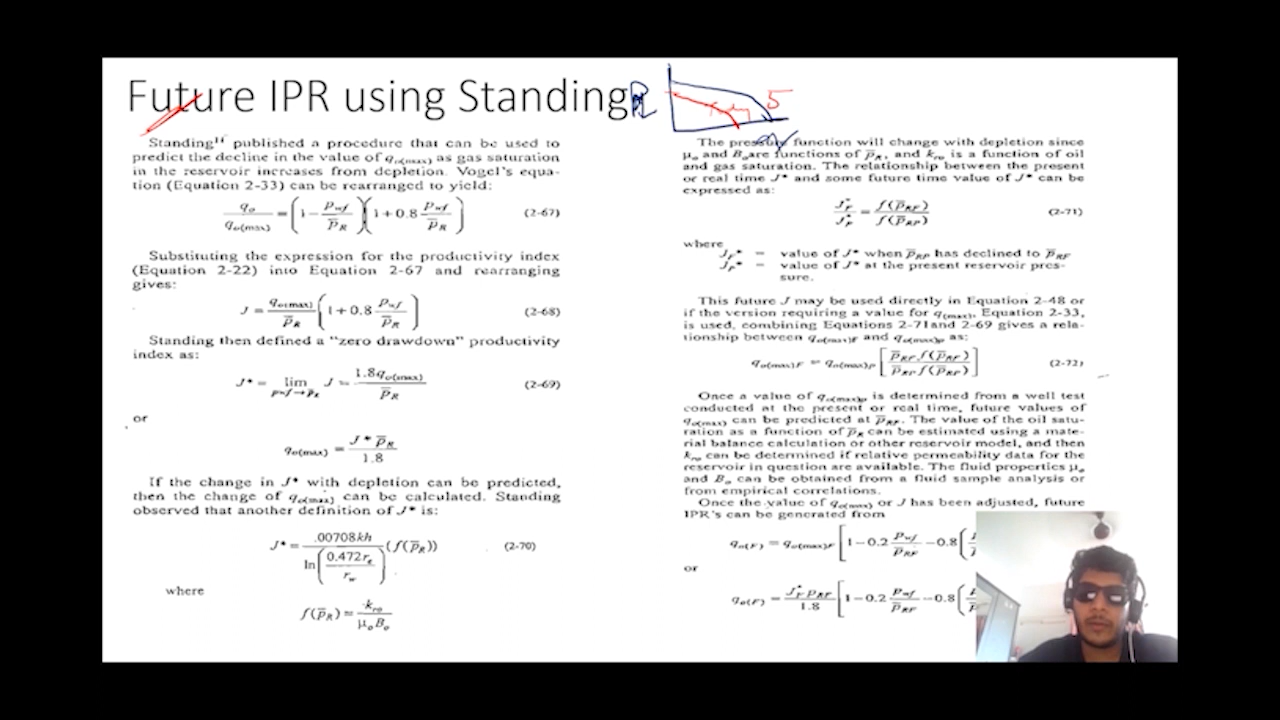 Future IPR using Standing
Standing¹¹ published a procedure that can be used to
predict the decline in the value of q_o(max) as gas saturation
in the reservoir increases from depletion. Vogel's equa-
tion (Equation 2-33) can be rearranged to yield:
q_o / q_o(max) = (1 − p_wf / p̄_R)(1 + 0.8 p_wf / p̄_R) (2-67)
Substituting the expression for the productivity index
(Equation 2-22) into Equation 2-67 and rearranging
gives:
J = q_o(max) / p̄_R (1 + 0.8 p_wf / p̄_R) (2-68)
Standing then defined a "zero drawdown" productivity
index as:
J* = lim p_wf→p̄_R J = 1.8q_o(max) / p̄_R (2-69)
or
q_o(max) = J* p̄_R / 1.8
If the change in J* with depletion can be predicted,
then the change of q_o(max) can be calculated. Standing
observed that another definition of J* is:
J* = .00708kh / ln(0.472r_e / r_w) (f(p̄_R)) (2-70)
where
f(p̄_R) = k_ro / μ_o B_o
The pressure function will change with depletion since
μ_o and B_o are functions of p̄_R, and k_ro is a function of oil
and gas saturation. The relationship between the present
or real time J* and some future time value of J* can be
expressed as:
J*_F / J*_P = f(p̄_RF) / f(p̄_RP) (2-71)
where
J_F* = value of J* when p̄_RP has declined to p̄_RF
J_P* = value of J* at the present reservoir pres-
sure.
This future J may be used directly in Equation 2-48 or
if the version requiring a value for q_(max), Equation 2-33,
is used, combining Equations 2-71 and 2-69 gives a rela-
tionship between q_o(max)F and q_o(max)P as:
q_o(max)F = q_o(max)P [p̄_RF f(p̄_RF) / p̄_RP f(p̄_RP)] (2-72)
Once a value of q_o(max)P is determined from a well test
conducted at the present or real time, future values of
q_o(max) can be predicted at p̄_RF. The value of the oil satu-
ration as a function of p̄_R can be estimated using a mate-
rial balance calculation or other reservoir model, and then
k_ro can be determined if relative permeability data for the
reservoir in question are available. The fluid properties μ_o
and B_o can be obtained from a fluid sample analysis or
from empirical correlations.
Once the value of q_o(max) or J has been adjusted, future
IPR's can be generated from
q_o(F) = q_o(max)F [1 − 0.2 p_wf / p̄_RF − 0.8 (
or
q_o(F) = J*_F p̄_RF / 1.8 [1 − 0.2 p_wf / p̄_RF − 0.8 (